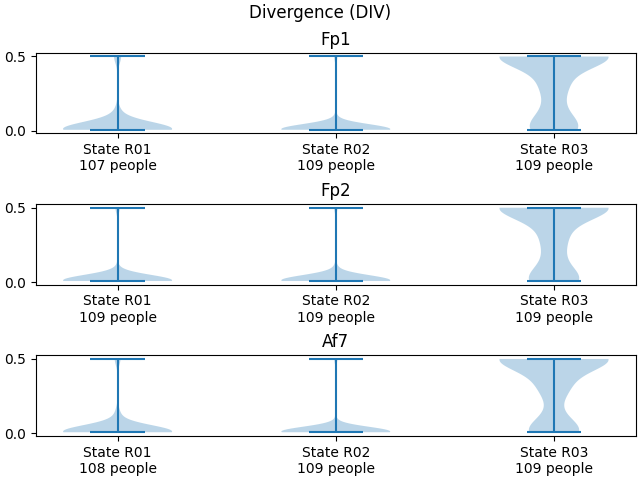 Divergence (DIV)
Fp1
0.5
0.0
State R01
107 people
State R02
109 people
State R03
109 people
Fp2
0.5
0.0
State R01
109 people
State R02
109 people
State R03
109 people
Af7
0.5
0.0
State R01
108 people
State R02
109 people
State R03
109 people